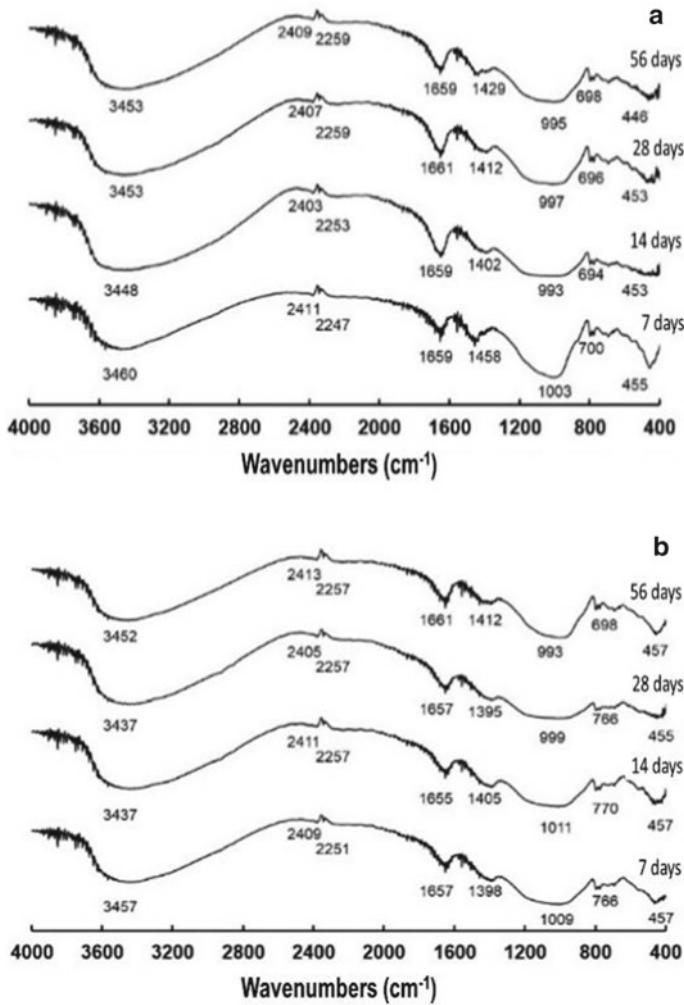 a
2409 2259 56 days
3453 1659 1429 995 698 446
2407 2259 28 days
3453 1661 1412 997 696 453
2403 2253 14 days
3448 1659 1402 993 694 453
2411 2247 7 days
3460 1659 1458 1003 700 455
4000 3600 3200 2800 2400 2000 1600 1200 800 400
Wavenumbers (cm⁻¹)
b
2413 2257 56 days
3452 1661 1412 993 698 457
2405 2257 28 days
3437 1657 1395 999 766 455
2411 2257 14 days
3437 1655 1405 1011 770 457
2409 2251 7 days
3457 1657 1398 1009 766 457
4000 3600 3200 2800 2400 2000 1600 1200 800 400
Wavenumbers (cm⁻¹)